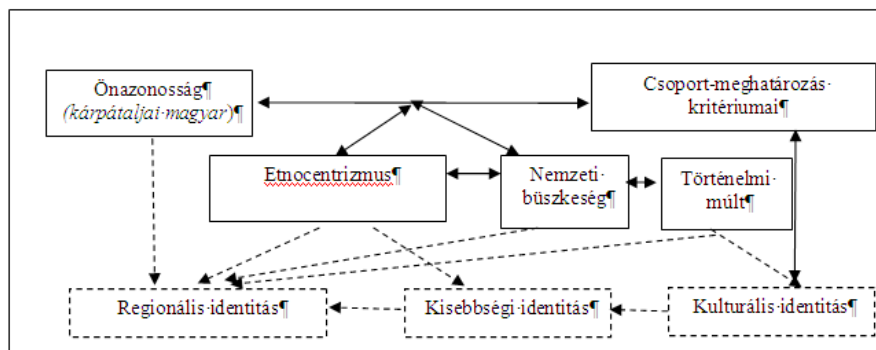 Önazonosság¶
(kárpátaljai·magyar)¶
Csoport-meghatározás·
kritériumai¶
Etnocentrizmus¶
Nemzeti·
büszkeség¶
Történelmi·
múlt¶
Regionális·identitás¶
Kisebbségi·identitás¶
Kulturális·identitás¶